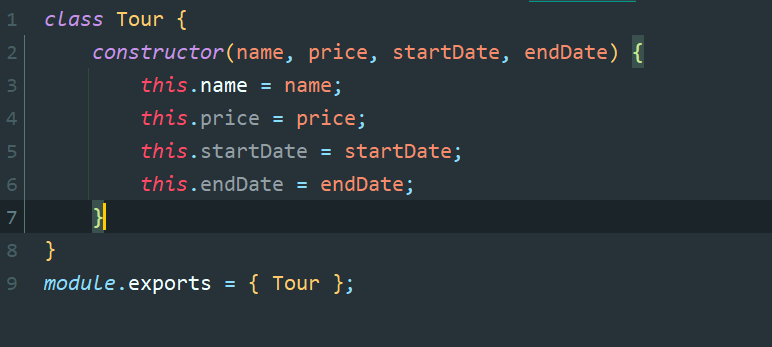 1 class Tour {
2     constructor(name, price, startDate, endDate) {
3         this.name = name;
4         this.price = price;
5         this.startDate = startDate;
6         this.endDate = endDate;
7     }
8 }
9 module.exports = { Tour };